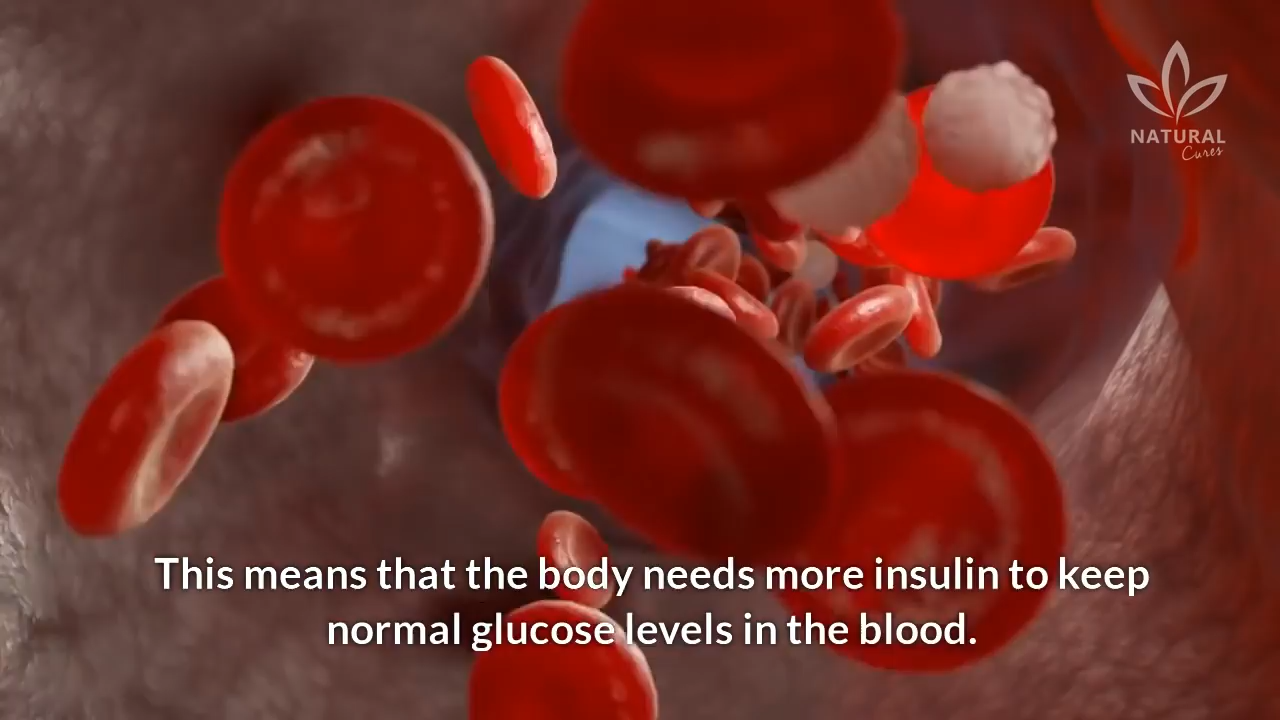 NATURAL
Cures
This means that the body needs more insulin to keep
normal glucose levels in the blood.